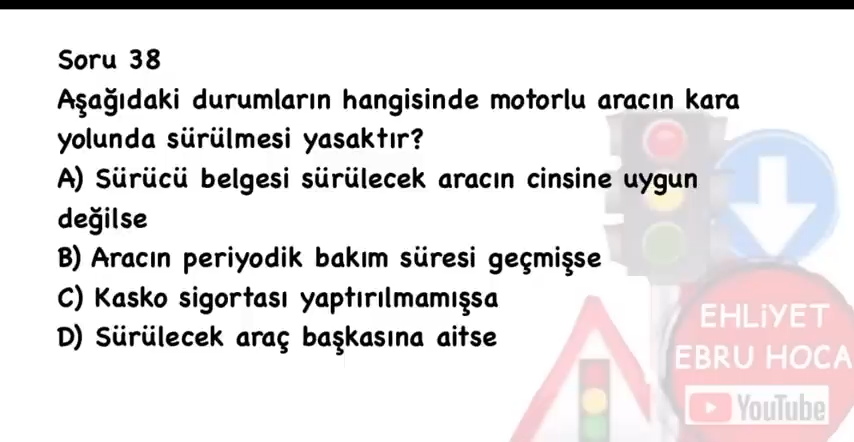 Soru 38
Aşağıdaki durumların hangisinde motorlu aracın kara
yolunda sürülmesi yasaktır?
A) Sürücü belgesi sürülecek aracın cinsine uygun
değilse
B) Aracın periyodik bakım süresi geçmişse
C) Kasko sigortası yaptırılmamışsa
D) Sürülecek araç başkasına aitse
EHLİYET
EBRU HOCA
YouTube